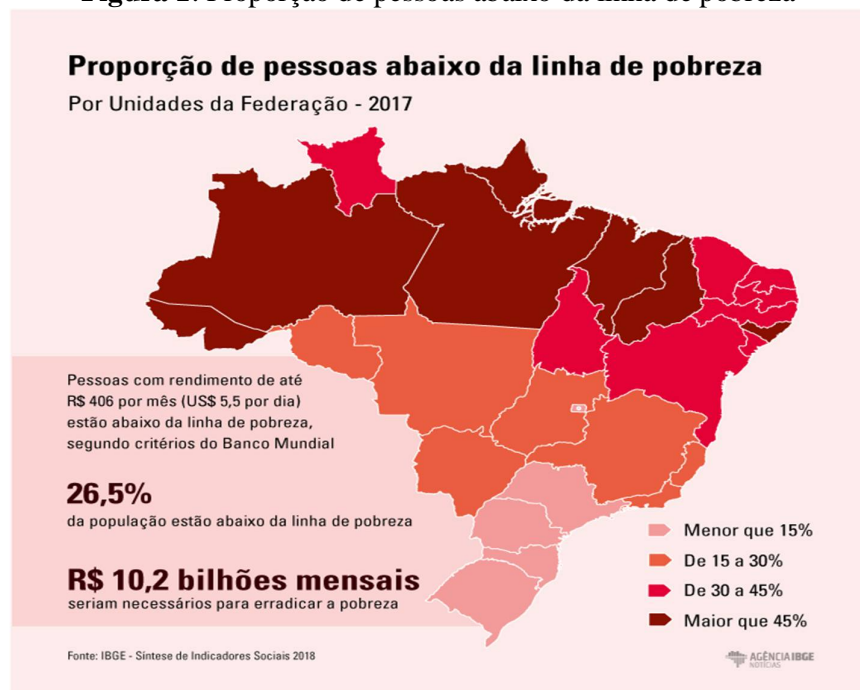 Proporção de pessoas abaixo da linha de pobreza
Por Unidades da Federação - 2017
Pessoas com rendimento de até
R$ 406 por mês (US$ 5,5 por dia)
estão abaixo da linha de pobreza,
segundo critérios do Banco Mundial
26,5%
da população estão abaixo da linha de pobreza
R$ 10,2 bilhões mensais
seriam necessários para erradicar a pobreza
Menor que 15%
De 15 a 30%
De 30 a 45%
Maior que 45%
Fonte: IBGE - Síntese de Indicadores Sociais 2018
AGÊNCIA IBGE
NOTÍCIAS